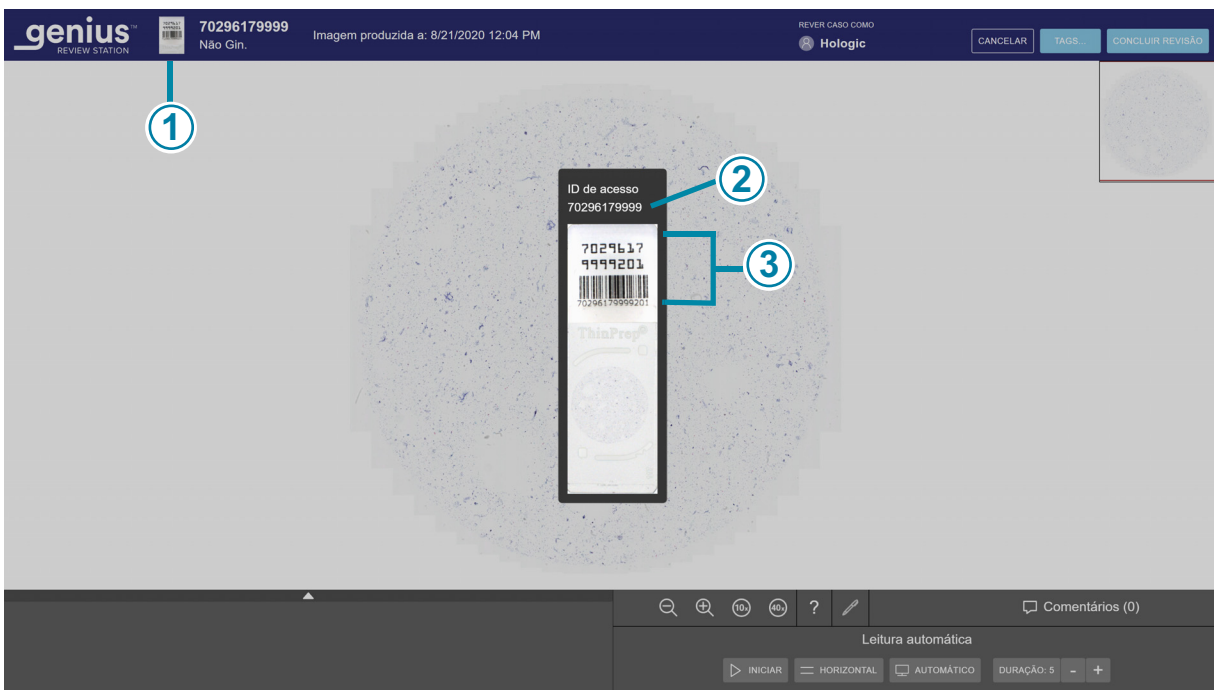 genius™
REVIEW STATION
70296179999
Não Gin.
Imagem produzida a: 8/21/2020 12:04 PM
REVER CASO COMO
Hologic
CANCELAR
TAGS...
CONCLUIR REVISÃO
1
ID de acesso
70296179999
2
7029617
9999201
70296179999201
3
ThinPrep®
10x
40x
?
Comentários (0)
Leitura automática
INICIAR
HORIZONTAL
AUTOMÁTICO
DURAÇÃO: 5
-
+